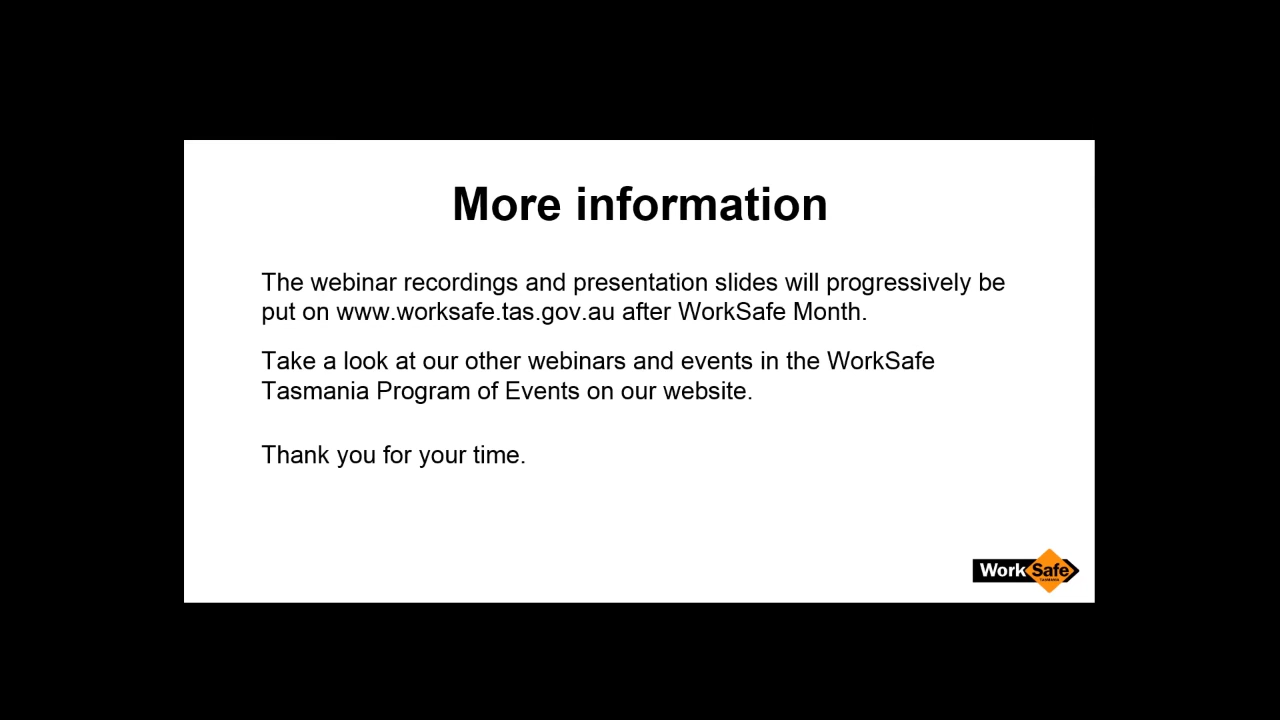 More information
The webinar recordings and presentation slides will progressively be
put on www.worksafe.tas.gov.au after WorkSafe Month.
Take a look at our other webinars and events in the WorkSafe
Tasmania Program of Events on our website.
Thank you for your time.
WorkSafe
TASMANIA